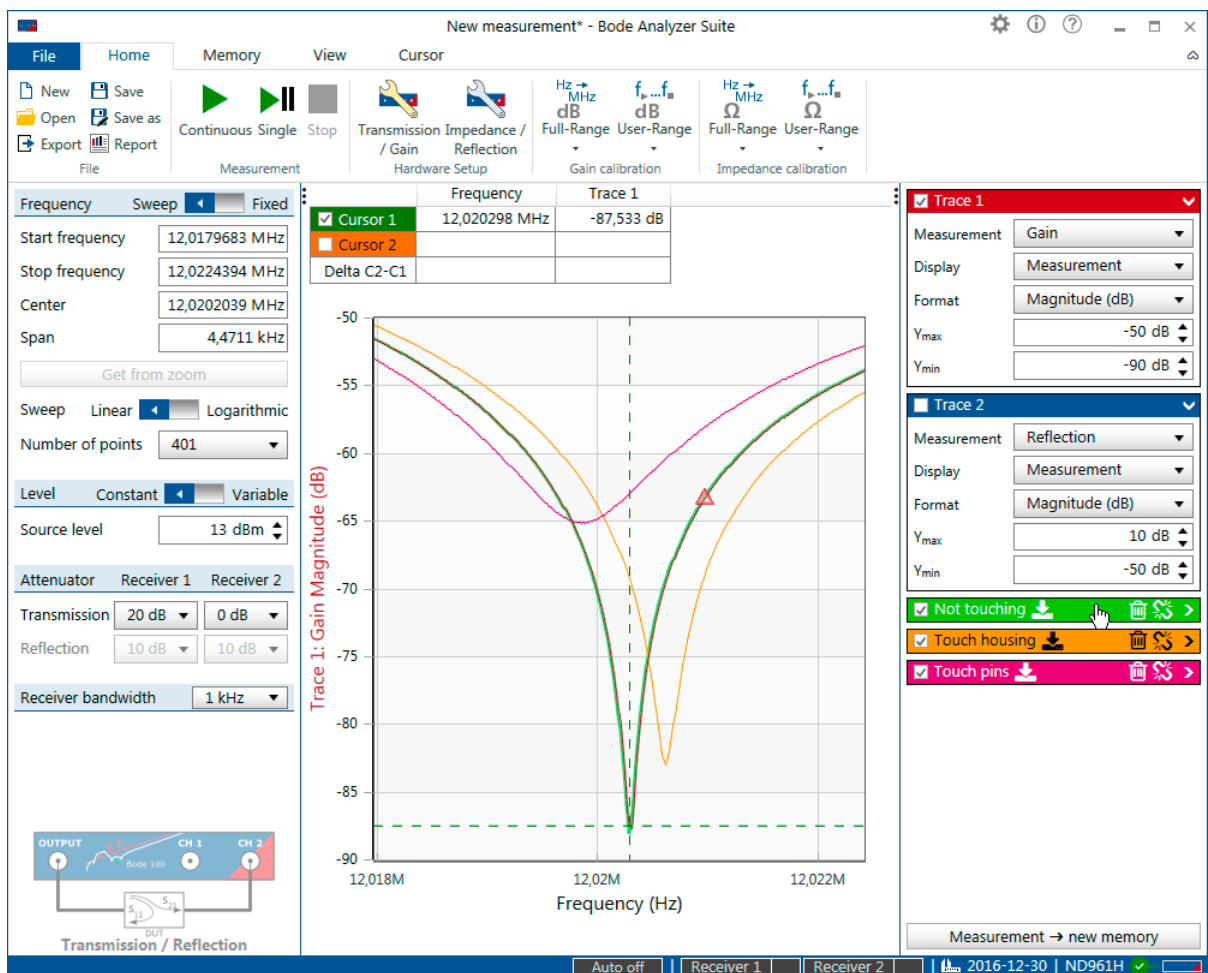 New measurement* - Bode Analyzer Suite
File Home Memory View Cursor
New Save
Open Save as
Export Report
File
Continuous Single Stop
Measurement
Transmission / Gain
Impedance / Reflection
Hardware Setup
Hz → MHz dB
Full-Range
f▸...f■ dB
User-Range
Gain calibration
Hz → MHz Ω
Full-Range
f▸...f■ Ω
User-Range
Impedance calibration
Frequency Sweep Fixed
Start frequency 12,0179683 MHz
Stop frequency 12,0224394 MHz
Center 12,0202039 MHz
Span 4,4711 kHz
Get from zoom
Sweep Linear Logarithmic
Number of points 401
Level Constant Variable
Source level 13 dBm
Attenuator Receiver 1 Receiver 2
Transmission 20 dB 0 dB
Reflection 10 dB 10 dB
Receiver bandwidth 1 kHz
OUTPUT CH 1 CH 2
Bode 100
S11 S21
DUT
Transmission / Reflection
Frequency Trace 1
Cursor 1 12,020298 MHz -87,533 dB
Cursor 2
Delta C2-C1
Trace 1: Gain Magnitude (dB)
-50
-55
-60
-65
-70
-75
-80
-85
-90
12,018M 12,02M 12,022M
Frequency (Hz)
Trace 1
Measurement Gain
Display Measurement
Format Magnitude (dB)
Ymax -50 dB
Ymin -90 dB
Trace 2
Measurement Reflection
Display Measurement
Format Magnitude (dB)
Ymax 10 dB
Ymin -50 dB
Not touching
Touch housing
Touch pins
Measurement → new memory
Auto off | Receiver 1 Receiver 2 | 2016-12-30 | ND961H